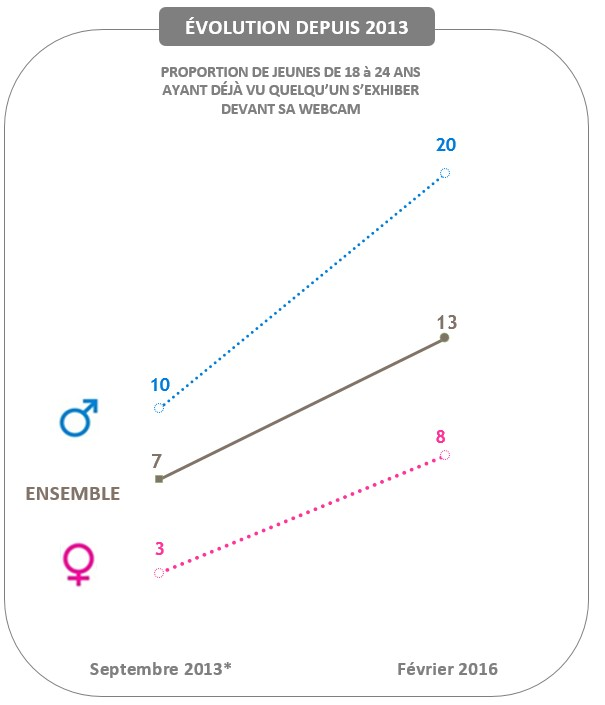 ÉVOLUTION DEPUIS 2013
PROPORTION DE JEUNES DE 18 à 24 ANS
AYANT DÉJÀ VU QUELQU'UN S'EXHIBER
DEVANT SA WEBCAM
20
13
10
8
7
ENSEMBLE
3
Septembre 2013*
Février 2016